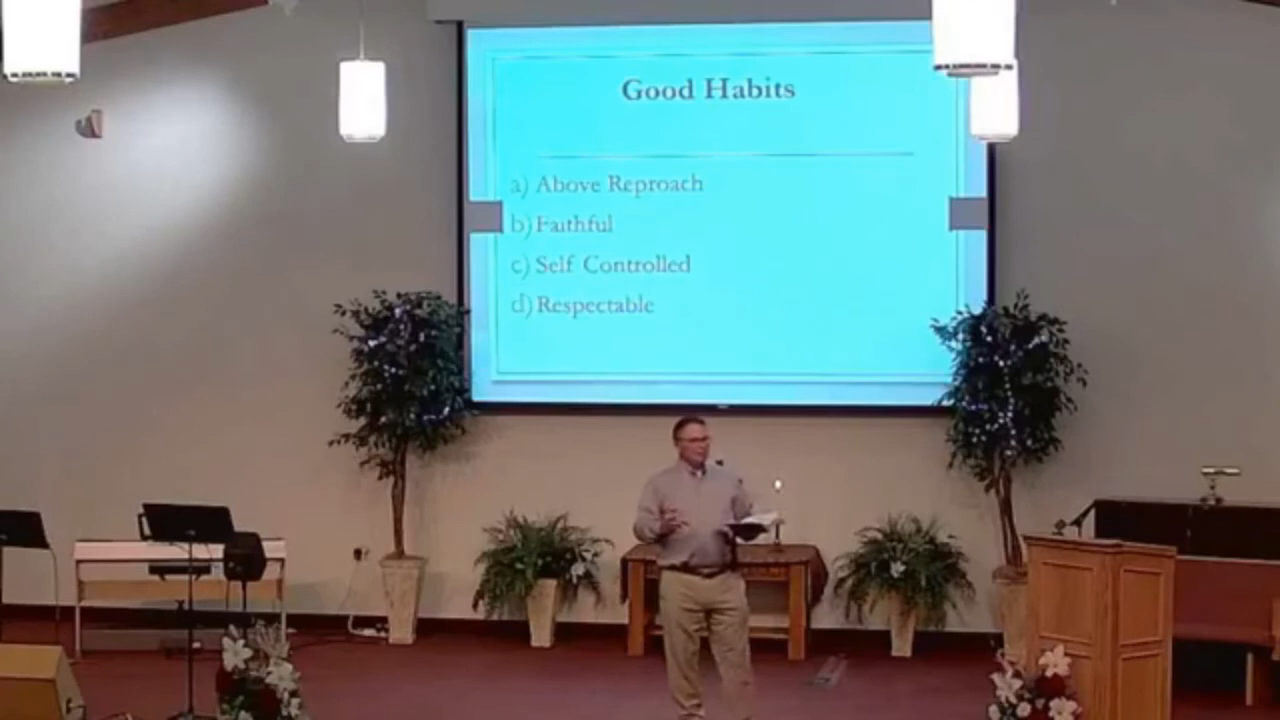 Good Habits
a) Above Reproach
b) Faithful
c) Self Controlled
d) Respectable